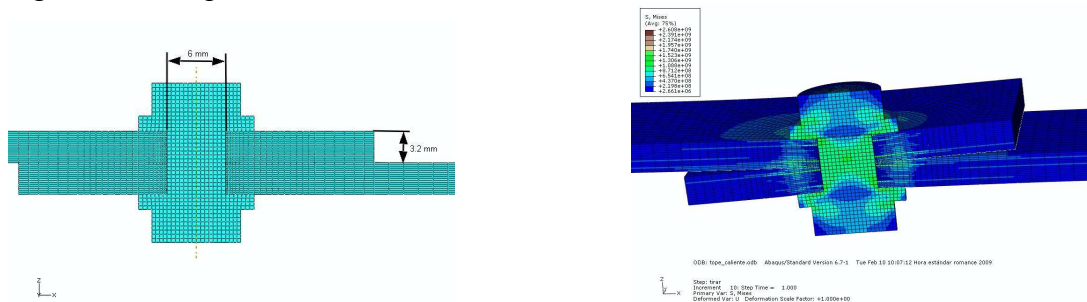 6 mm
3.2 mm
Z
X
S, Mises
(Avg: 75%)
+2.608e+09
+2.391e+09
+2.174e+09
+1.957e+09
+1.740e+09
+1.523e+09
+1.306e+09
+1.088e+09
+8.712e+08
+6.541e+08
+4.370e+08
+2.198e+08
+2.661e+06
ODB: tope_caliente.odb Abaqus/Standard Version 6.7-1 Tue Feb 10 10:07:12 Hora estándar romance 2009
Z
X
Step: tirar
Increment 10: Step Time = 1.000
Primary Var: S, Mises
Deformed Var: U Deformation Scale Factor: +1.000e+00